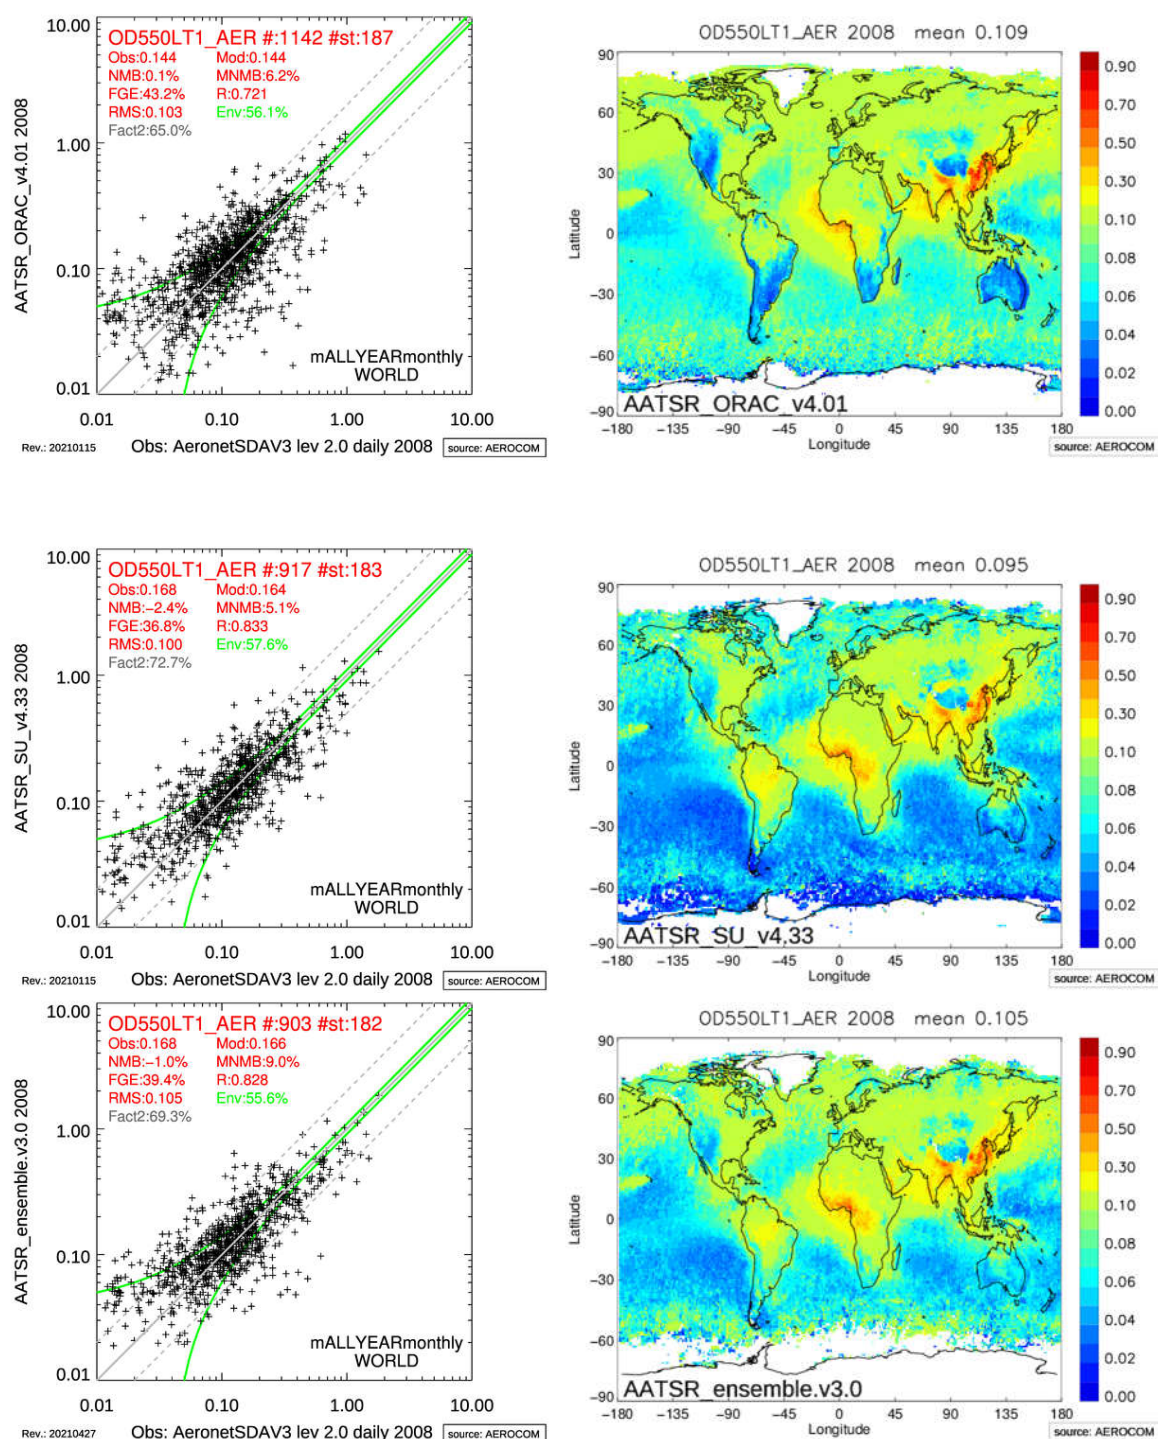 OD550LT1_AER #:1142 #st:187
Obs:0.144 Mod:0.144
NMB:0.1% MNMB:6.2%
FGE:43.2% R:0.721
RMS:0.103 Env:56.1%
Fact2:65.0%
10.00
1.00
0.10
0.01
AATSR_ORAC_v4.01 2008
mALLYEARmonthly
WORLD
0.01 0.10 1.00 10.00
Rev.: 20210115 Obs: AeronetSDAV3 lev 2.0 daily 2008 source: AEROCOM
OD550LT1_AER 2008 mean 0.109
90
60
30
0
−30
−60
−90
Latitude
AATSR_ORAC_v4.01
−180 −135 −90 −45 0 45 90 135 180
Longitude
0.90
0.70
0.50
0.30
0.10
0.08
0.06
0.04
0.02
0.00
source: AEROCOM
OD550LT1_AER #:917 #st:183
Obs:0.168 Mod:0.164
NMB:−2.4% MNMB:5.1%
FGE:36.8% R:0.833
RMS:0.100 Env:57.6%
Fact2:72.7%
10.00
1.00
0.10
0.01
AATSR_SU_v4.33 2008
mALLYEARmonthly
WORLD
0.01 0.10 1.00 10.00
Rev.: 20210115 Obs: AeronetSDAV3 lev 2.0 daily 2008 source: AEROCOM
OD550LT1_AER 2008 mean 0.095
90
60
30
0
−30
−60
−90
Latitude
AATSR_SU_v4.33
−180 −135 −90 −45 0 45 90 135 180
Longitude
0.90
0.70
0.50
0.30
0.10
0.08
0.06
0.04
0.02
0.00
source: AEROCOM
OD550LT1_AER #:903 #st:182
Obs:0.168 Mod:0.166
NMB:−1.0% MNMB:9.0%
FGE:39.4% R:0.828
RMS:0.105 Env:55.6%
Fact2:69.3%
10.00
1.00
0.10
0.01
AATSR_ensemble.v3.0 2008
mALLYEARmonthly
WORLD
0.01 0.10 1.00 10.00
Rev.: 20210427 Obs: AeronetSDAV3 lev 2.0 daily 2008 source: AEROCOM
OD550LT1_AER 2008 mean 0.105
90
60
30
0
−30
−60
−90
Latitude
AATSR_ensemble.v3.0
−180 −135 −90 −45 0 45 90 135 180
Longitude
0.90
0.70
0.50
0.30
0.10
0.08
0.06
0.04
0.02
0.00
source: AEROCOM